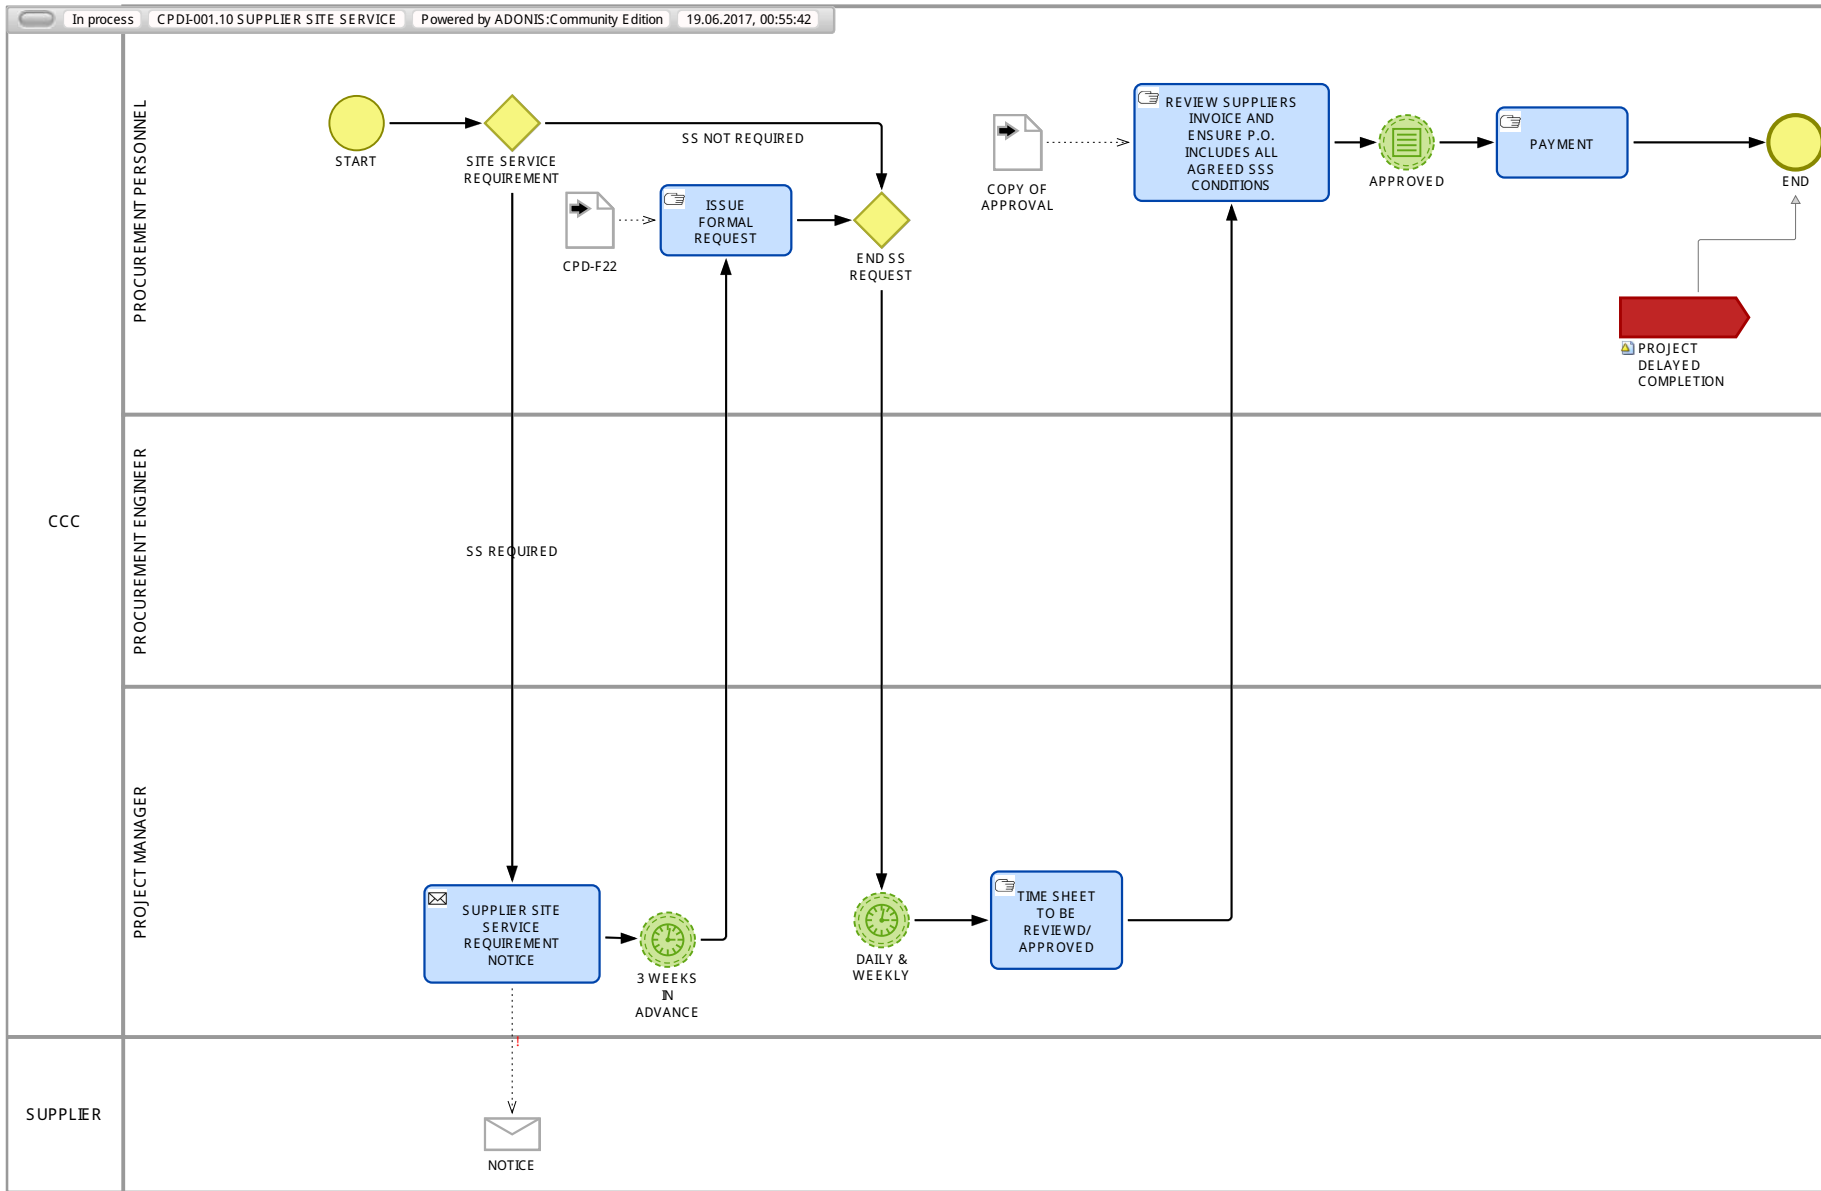 In process CPDI-001.10 SUPPLIER SITE SERVICE Powered by ADONIS:Community Edition 19.06.2017, 00:55:42
CCC
PROCUREMENT PERSONNEL
START
SITE SERVICE
REQUIREMENT
SS NOT REQUIRED
CPD-F22
ISSUE
FORMAL
REQUEST
END SS
REQUEST
COPY OF
APPROVAL
REVIEW SUPPLIERS
INVOICE AND
ENSURE P.O.
INCLUDES ALL
AGREED SSS
CONDITIONS
APPROVED
PAYMENT
END
PROJECT
DELAYED
COMPLETION
PROCUREMENT ENGINEER
SS REQUIRED
PROJECT MANAGER
SUPPLIER SITE
SERVICE
REQUIREMENT
NOTICE
3 WEEKS
IN
ADVANCE
DAILY &
WEEKLY
TIME SHEET
TO BE
REVIEWD/
APPROVED
!
SUPPLIER
NOTICE